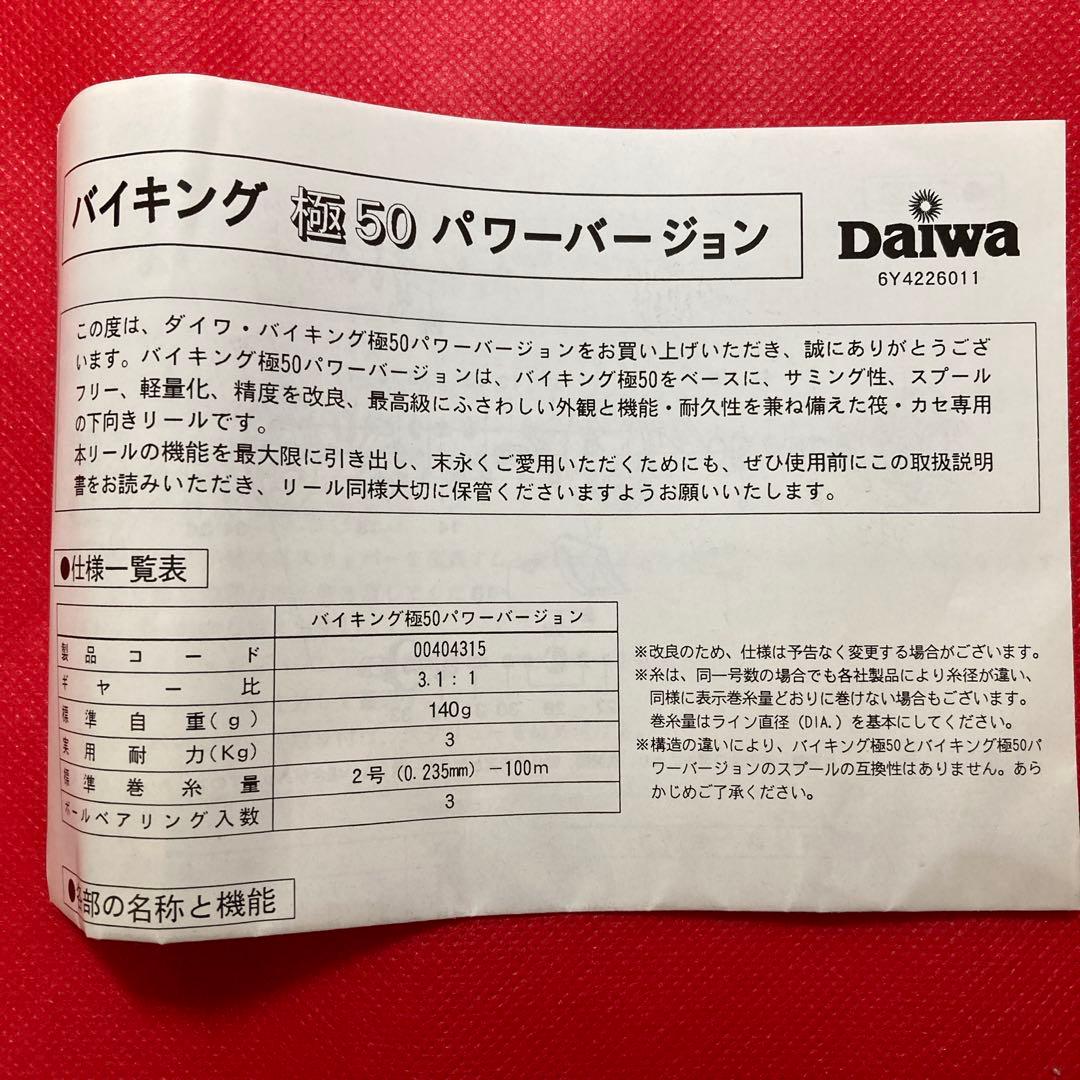 バイキング 極50 パワーバージョン
Daiwa
6Y4226011
この度は、ダイワ・バイキング極50パワーバージョンをお買い上げいただき、誠にありがとうござ
います。バイキング極50パワーバージョンは、バイキング極50をベースに、サミング性、スプール
フリー、軽量化、精度を改良、最高級にふさわしい外観と機能・耐久性を兼ね備えた筏・カセ専用
の下向きリールです。
本リールの機能を最大限に引き出し、末永くご愛用いただくためにも、ぜひ使用前にこの取扱説明
書をお読みいただき、リール同様大切に保管くださいますようお願いいたします。
●仕様一覧表
バイキング極50パワーバージョン
製品コード 00404315
ギヤー比 3.1:1
標準自重(g) 140g
実用耐力(Kg) 3
標準巻糸量 2号(0.235mm)-100m
ボールベアリング入数 3
※改良のため、仕様は予告なく変更する場合がございます。
※糸は、同一号数の場合でも各社製品により糸径が違い、
同様に表示巻糸量どおりに巻けない場合もございます。
巻糸量はライン直径(DIA.)を基本にしてください。
※構造の違いにより、バイキング極50とバイキング極50パ
ワーバージョンのスプールの互換性はありません。あら
かじめご了承ください。
●各部の名称と機能